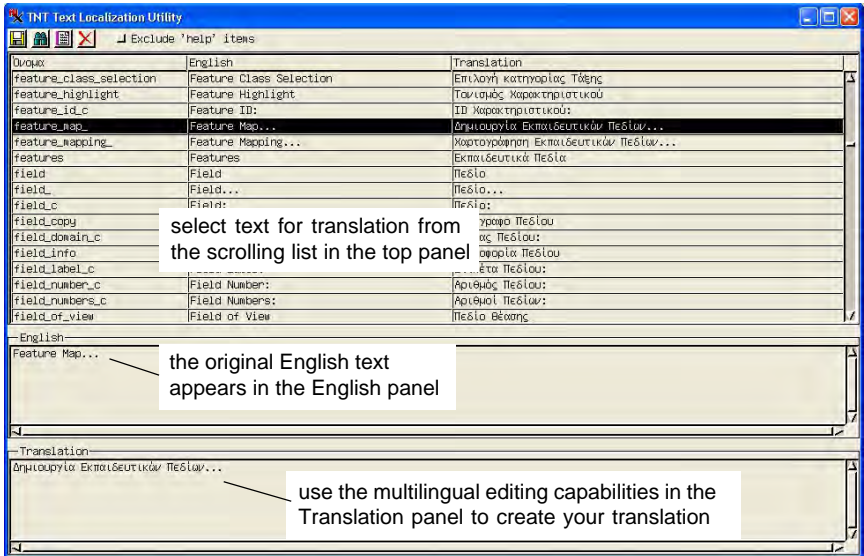 TNT Text Localization Utility
Exclude 'help' items
Όνομα English Translation
feature_class_selection Feature Class Selection Επιλογή κατηγορίας Τάξης
feature_highlight Feature Highlight Τονισμός Χαρακτηριστικού
feature_id_c Feature ID: ID Χαρακτηριστικού:
feature_map_ Feature Map... Δημιουργία Εκπαιδευτικών Πεδίων...
feature_mapping_ Feature Mapping... Χαρτογράφηση Εκπαιδευτικών Πεδίων...
features Features Εκπαιδευτικά Πεδία
field Field Πεδίο
field_ Field... Πεδίο...
field_c Field: Πεδίο:
field_copy Πεδίου
field_domain_c Πεδίου:
field_info Πεδίου
field_label_c Πεδίου:
field_number_c Field Number: Αριθμός Πεδίου:
field_numbers_c Field Numbers: Αριθμοί Πεδίων:
field_of_view Field of View Πεδίο Θέασης
select text for translation from
the scrolling list in the top panel
English
Feature Map...
the original English text
appears in the English panel
Translation
Δημιουργία Εκπαιδευτικών Πεδίων...
use the multilingual editing capabilities in the
Translation panel to create your translation